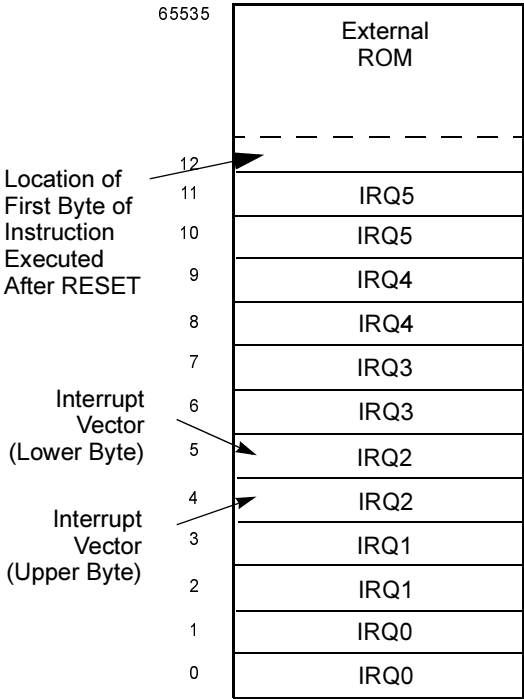 65535
External
ROM
12
Location of
First Byte of
Instruction
Executed
After RESET
11
IRQ5
10
IRQ5
9
IRQ4
8
IRQ4
7
IRQ3
6
IRQ3
Interrupt
Vector
(Lower Byte)
5
IRQ2
4
IRQ2
Interrupt
Vector
(Upper Byte)
3
IRQ1
2
IRQ1
1
IRQ0
0
IRQ0